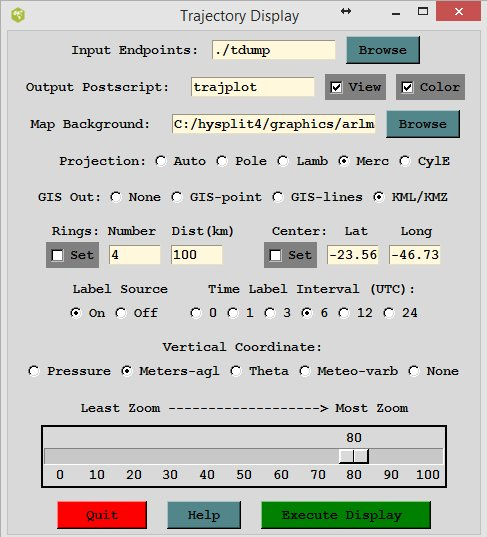 Trajectory Display
Input Endpoints: ./tdump Browse
Output Postscript: trajplot View Color
Map Background: C:/hysplit4/graphics/arlm Browse
Projection: Auto Pole Lamb Merc CylE
GIS Out: None GIS-point GIS-lines KML/KMZ
Rings: Number Dist(km) Center: Lat Long
Set 4 100 Set -23.56 -46.73
Label Source Time Label Interval (UTC):
On Off 0 1 3 6 12 24
Vertical Coordinate:
Pressure Meters-agl Theta Meteo-varb None
Least Zoom --------------------> Most Zoom
80
0 10 20 30 40 50 60 70 80 90 100
Quit Help Execute Display